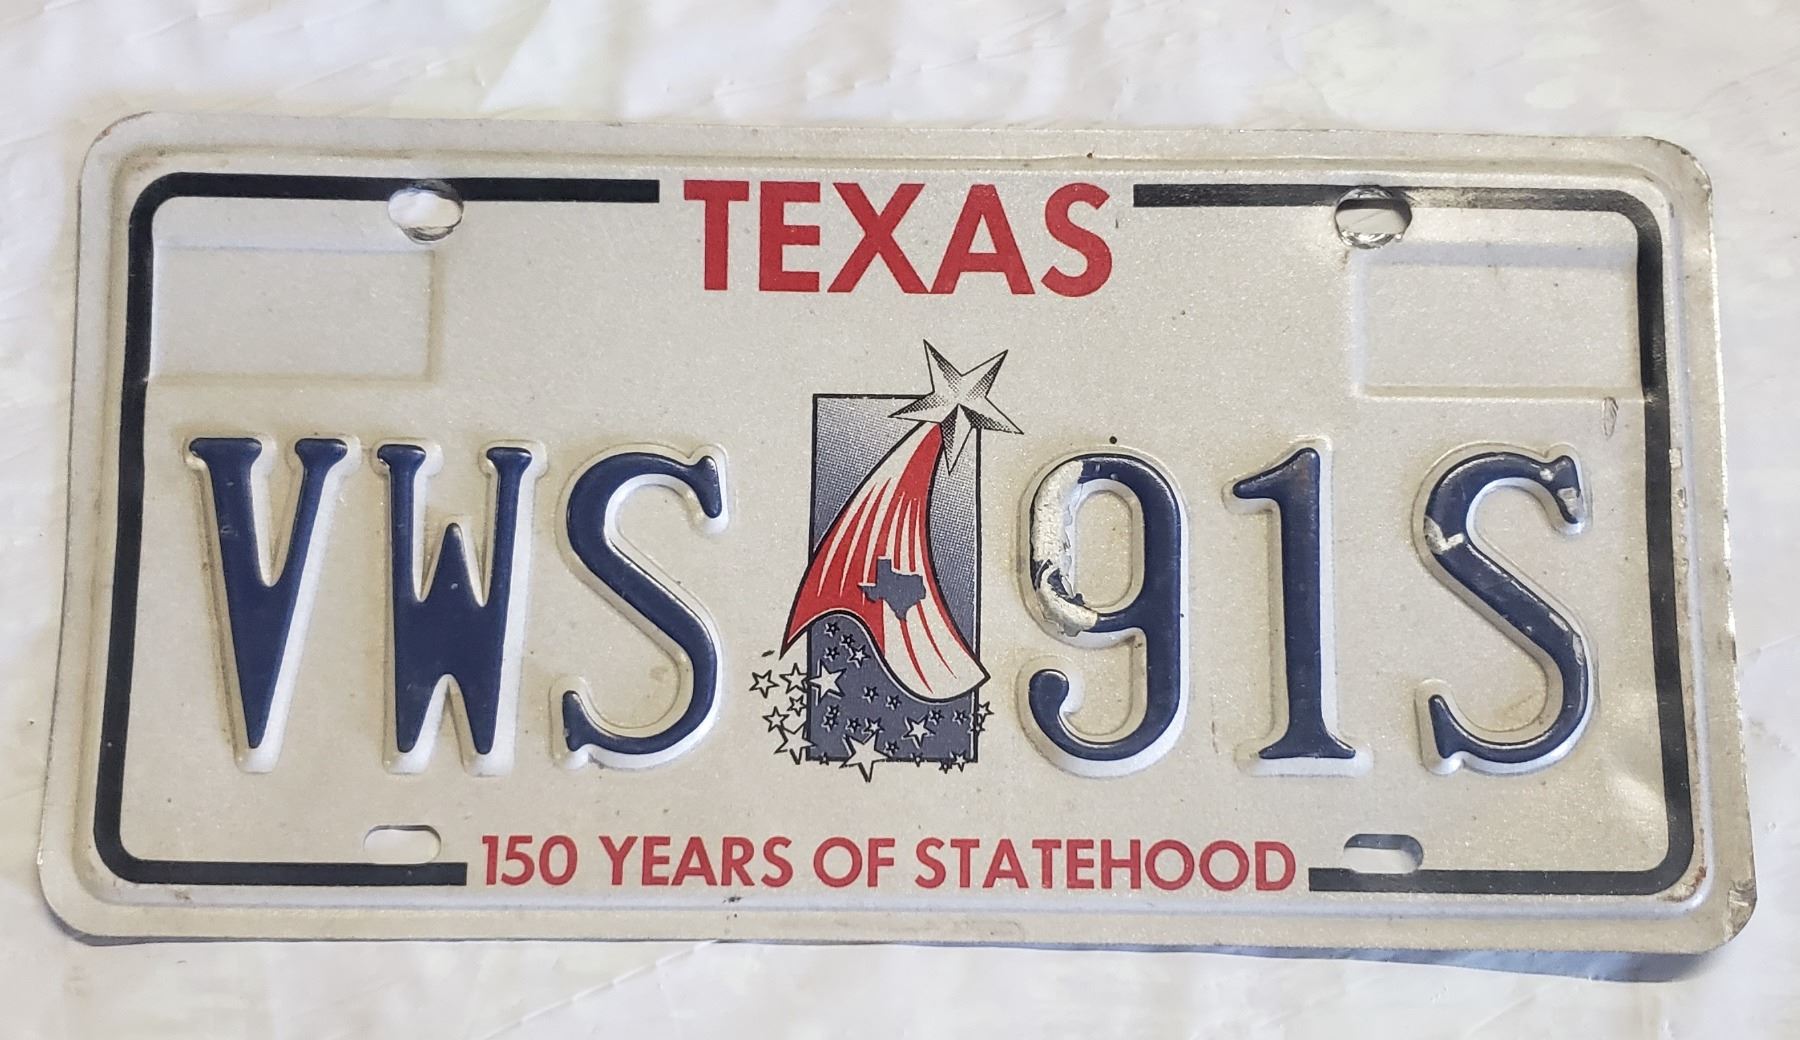 TEXAS
VWS 91S
150 YEARS OF STATEHOOD